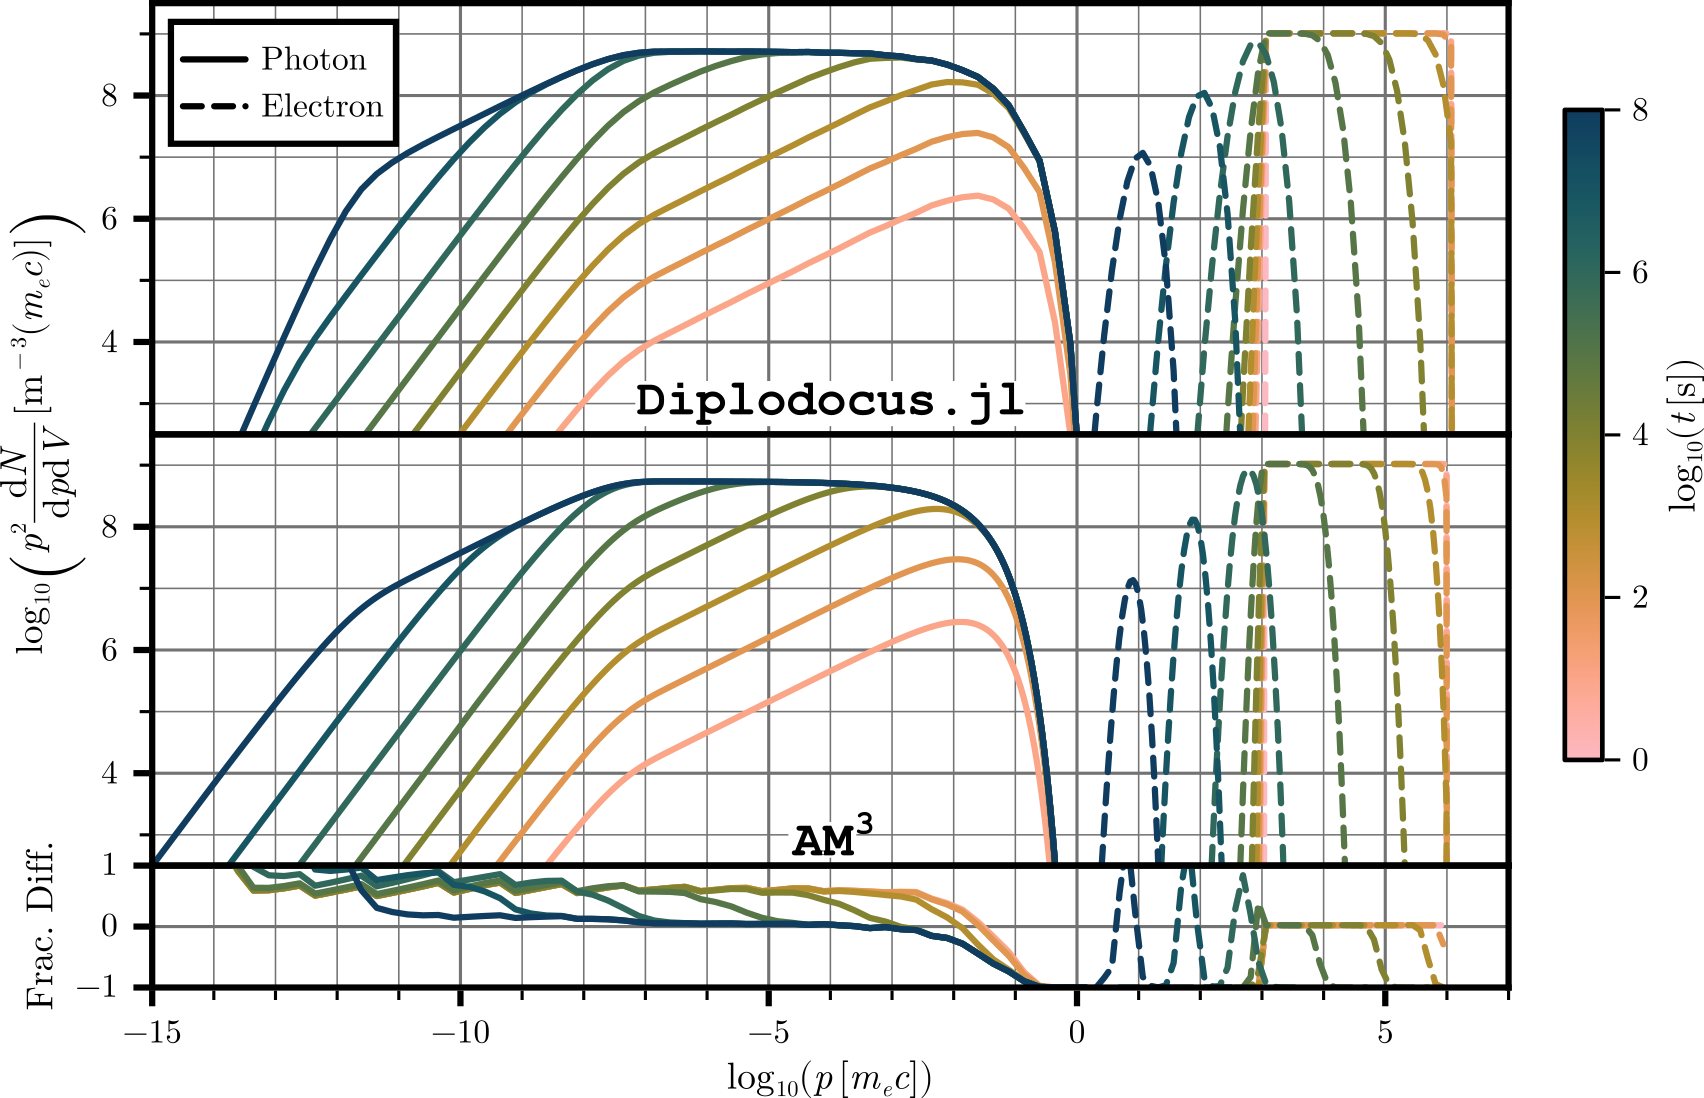 Photon
Electron
8
6
4
Diplodocus.jl
log₁₀(p² dN/dpdV [m⁻³(mₑc)])
8
6
4
AM³
1
0
−1
Frac. Diff.
−15 −10 −5 0 5
log₁₀(p [mₑc])
8
6
4
2
0
log₁₀(t [s])